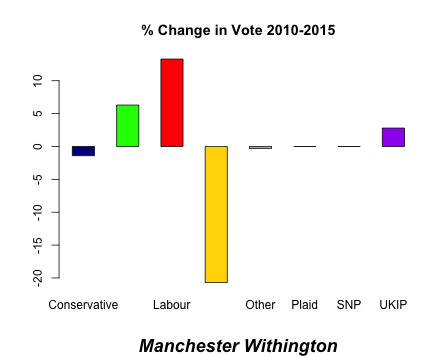 % Change in Vote 2010-2015
10
5
0
-5
-10
-15
-20
Conservative Labour Other Plaid SNP UKIP
Manchester Withington